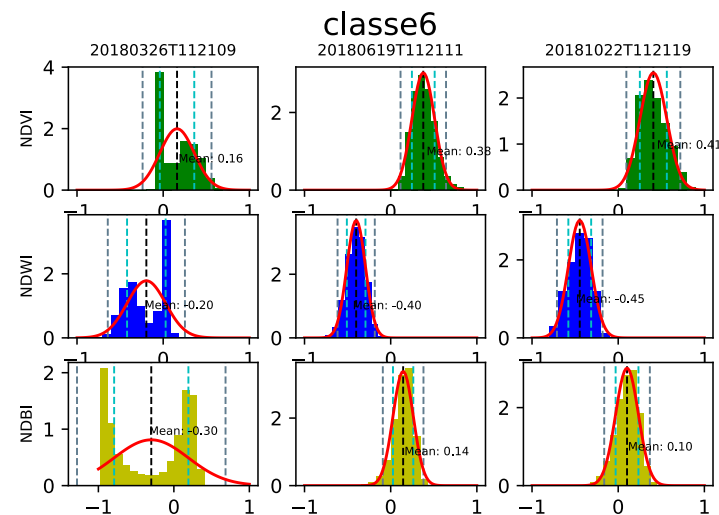 classe6
20180326T112109 20180619T112111 20181022T112119
NDVI
4
2
0
Mean: 0.16
−1 0 1
2
0
Mean: 0.38
−1 0 1
2
1
0
Mean: 0.41
−1 0 1
NDWI
2
0
Mean: -0.20
−1 0 1
2
0
Mean: -0.40
−1 0 1
2
0
Mean: -0.45
−1 0 1
NDBI
2
1
0
Mean: -0.30
−1 0 1
2
0
Mean: 0.14
−1 0 1
2
0
Mean: 0.10
−1 0 1